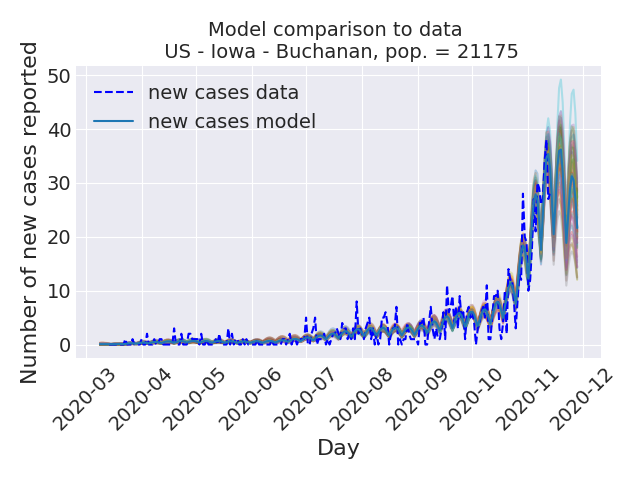 Model comparison to data
US - Iowa - Buchanan, pop. = 21175
Number of new cases reported
50
40
30
20
10
0
new cases data
new cases model
2020-03
2020-04
2020-05
2020-06
2020-07
2020-08
2020-09
2020-10
2020-11
2020-12
Day